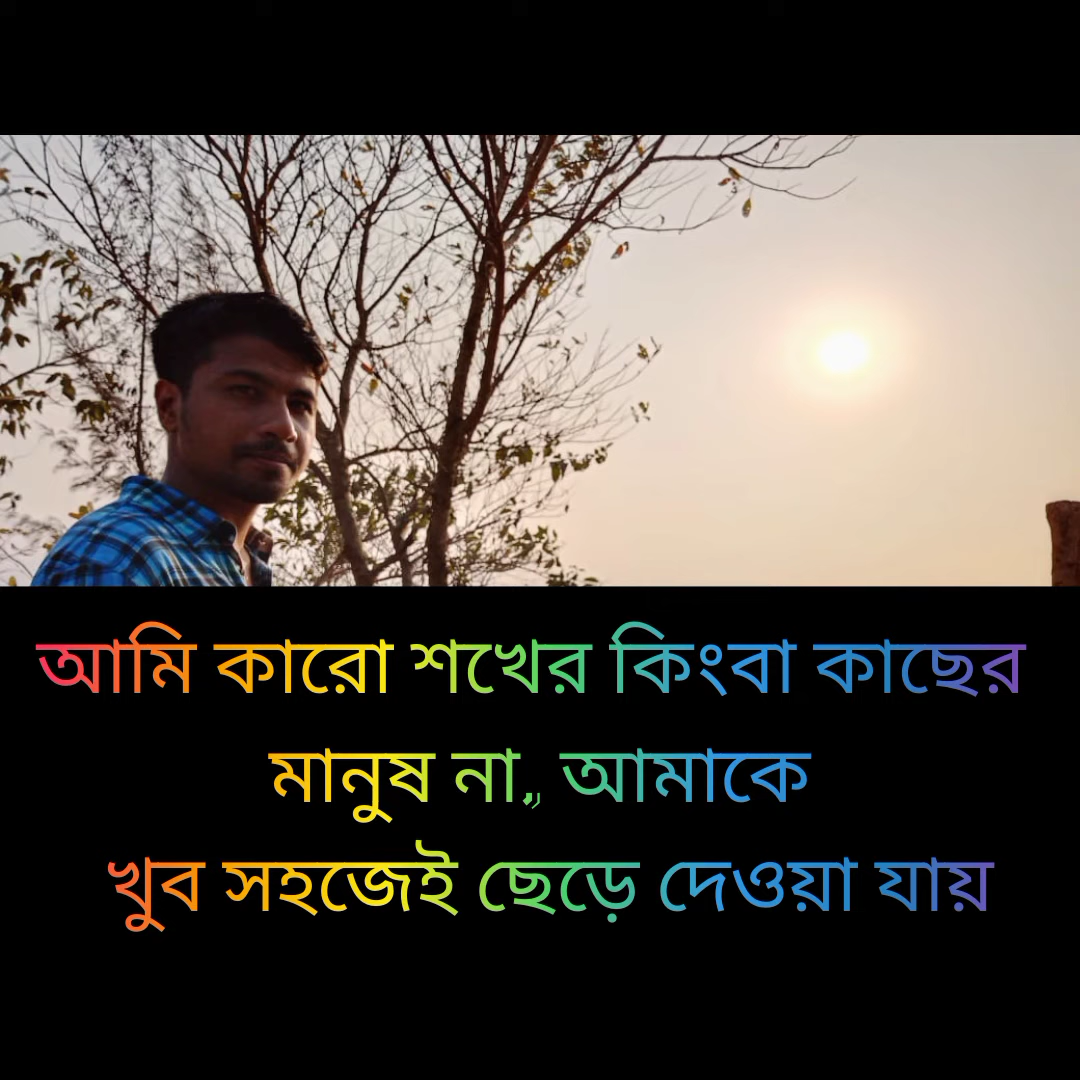 আমি কারো শখের কিংবা কাছের
মানুষ না,, আমাকে
খুব সহজেই ছেড়ে দেওয়া যায়